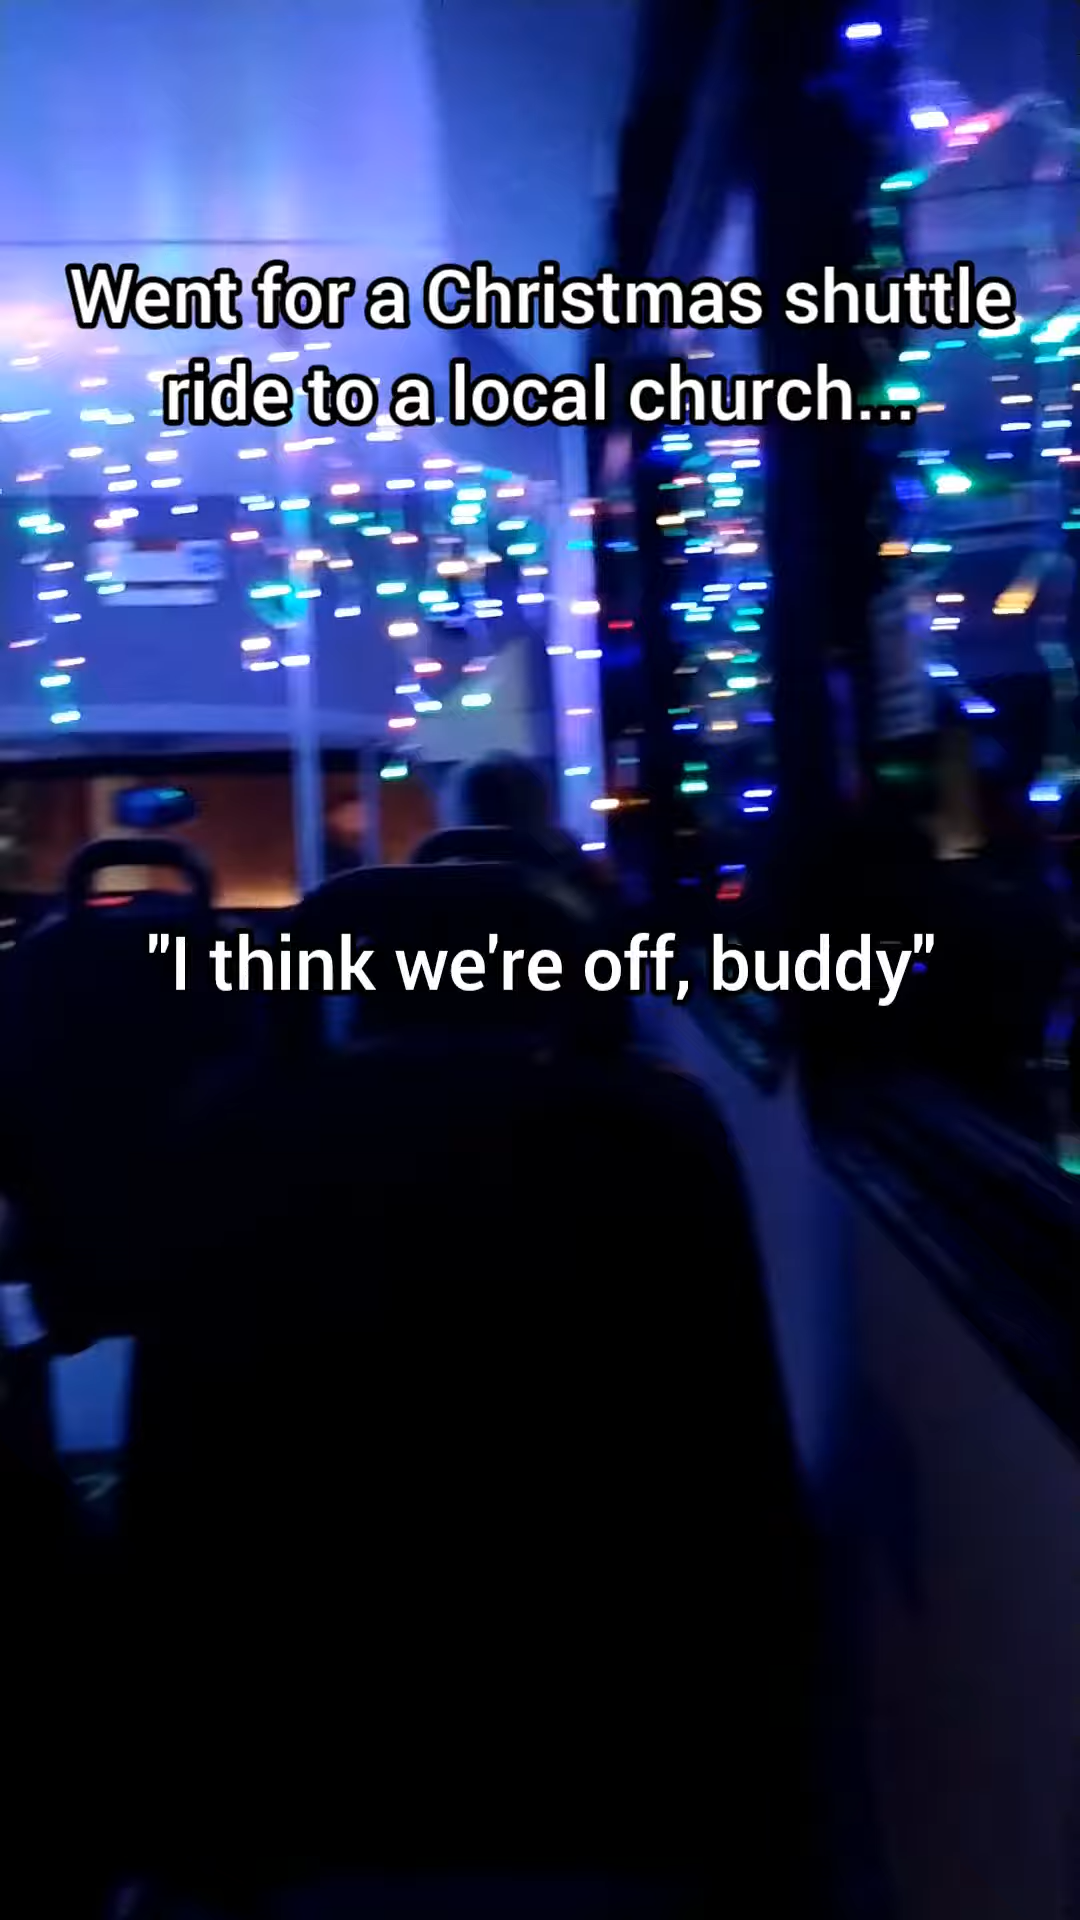 Went for a Christmas shuttle
ride to a local church...
"I think we're off, buddy"